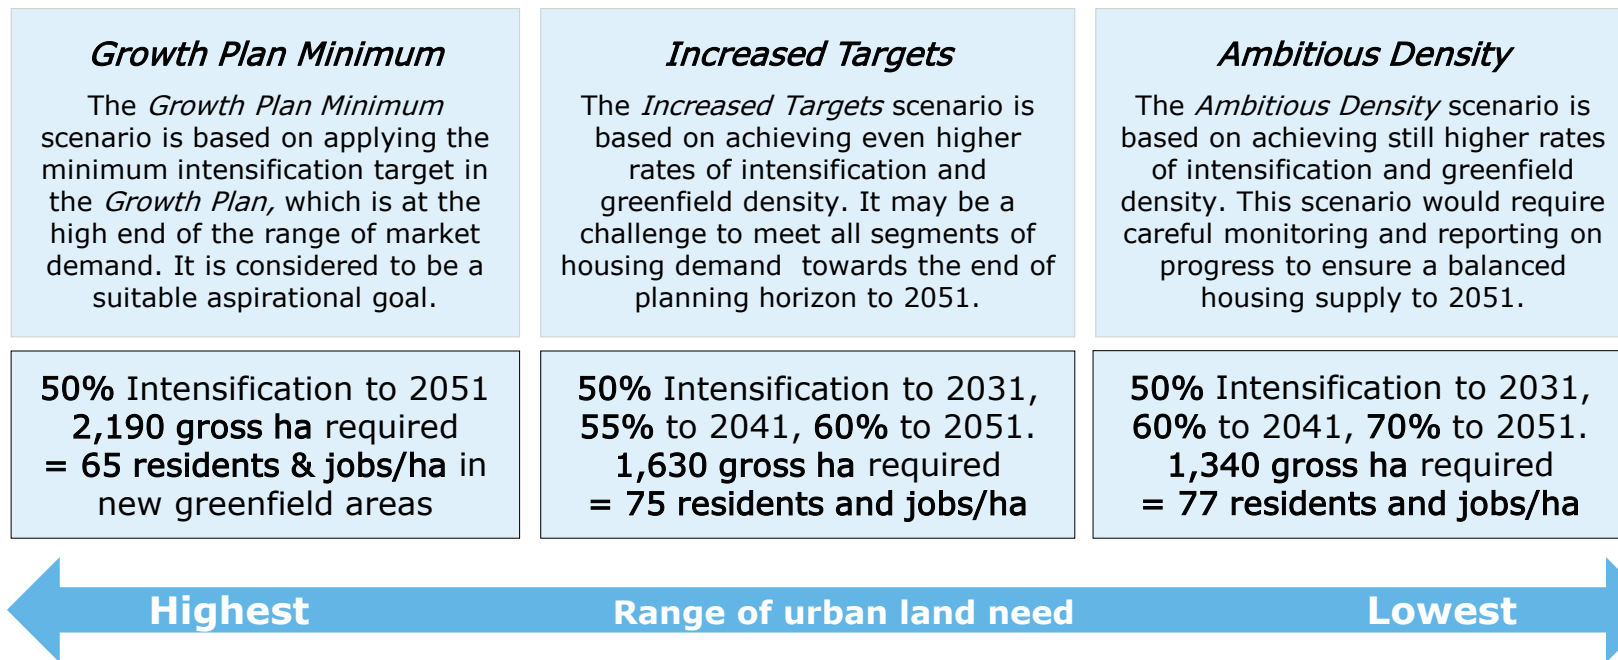 Growth Plan Minimum
The Growth Plan Minimum
scenario is based on applying the
minimum intensification target in
the Growth Plan, which is at the
high end of the range of market
demand. It is considered to be a
suitable aspirational goal.
50% Intensification to 2051
2,190 gross ha required
= 65 residents & jobs/ha in
new greenfield areas
Increased Targets
The Increased Targets scenario is
based on achieving even higher
rates of intensification and
greenfield density. It may be a
challenge to meet all segments of
housing demand towards the end of
planning horizon to 2051.
50% Intensification to 2031,
55% to 2041, 60% to 2051.
1,630 gross ha required
= 75 residents and jobs/ha
Ambitious Density
The Ambitious Density scenario is
based on achieving still higher rates
of intensification and greenfield
density. This scenario would require
careful monitoring and reporting on
progress to ensure a balanced
housing supply to 2051.
50% Intensification to 2031,
60% to 2041, 70% to 2051.
1,340 gross ha required
= 77 residents and jobs/ha
Highest
Range of urban land need
Lowest